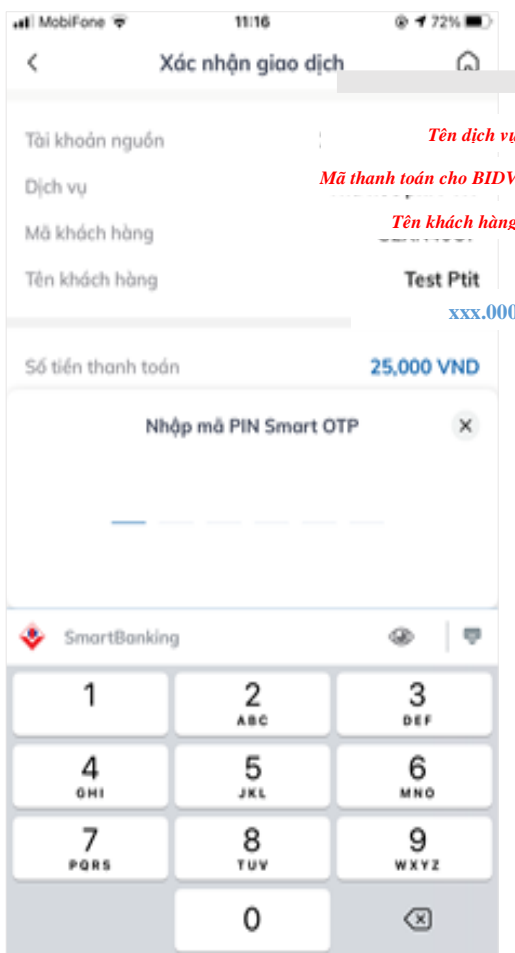 MobiFone 11:16 72%
Xác nhận giao dịch
Tài khoản nguồn Tên dịch vụ
Dịch vụ Mã thanh toán cho BIDV
Mã khách hàng Tên khách hàng
Tên khách hàng Test Ptit
xxx.000
Số tiền thanh toán 25,000 VND
Nhập mã PIN Smart OTP
SmartBanking
1 2 3
ABC DEF
4 5 6
GHI JKL MNO
7 8 9
PQRS TUV WXYZ
0